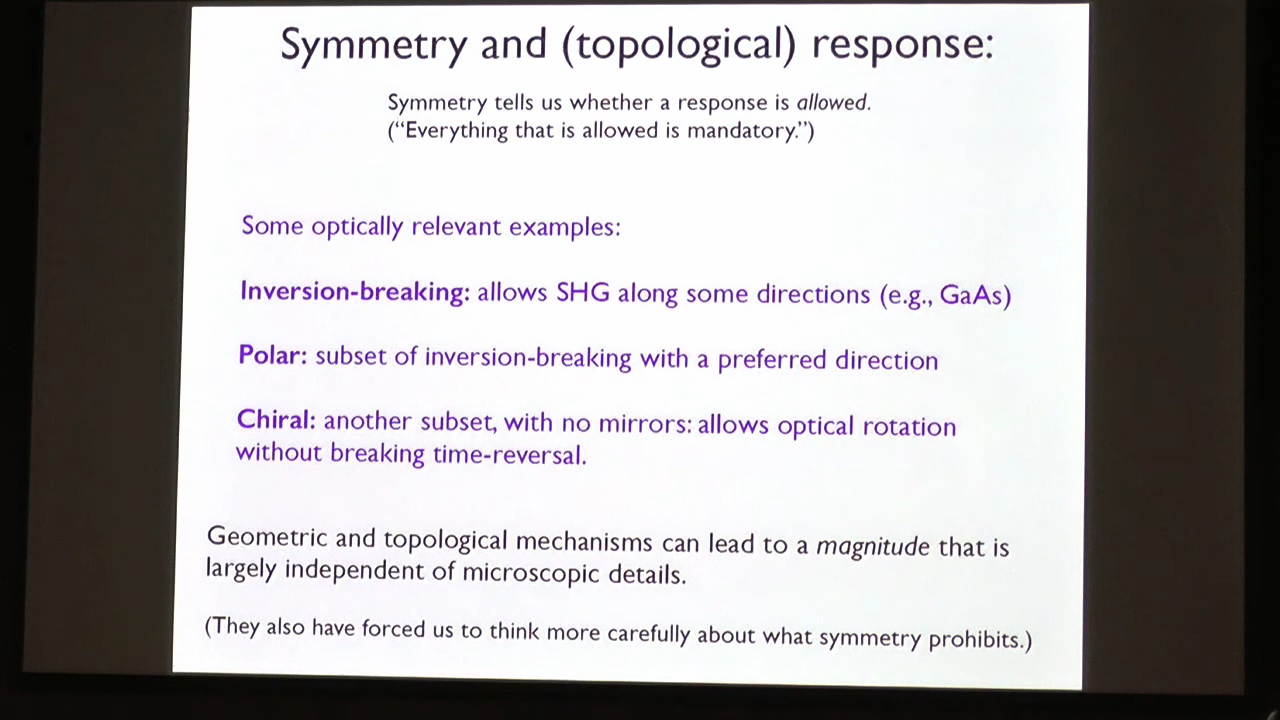 Symmetry and (topological) response:
Symmetry tells us whether a response is allowed.
(“Everything that is allowed is mandatory.”)
Some optically relevant examples:
Inversion-breaking: allows SHG along some directions (e.g., GaAs)
Polar: subset of inversion-breaking with a preferred direction
Chiral: another subset, with no mirrors: allows optical rotation
without breaking time-reversal.
Geometric and topological mechanisms can lead to a magnitude that is
largely independent of microscopic details.
(They also have forced us to think more carefully about what symmetry prohibits.)